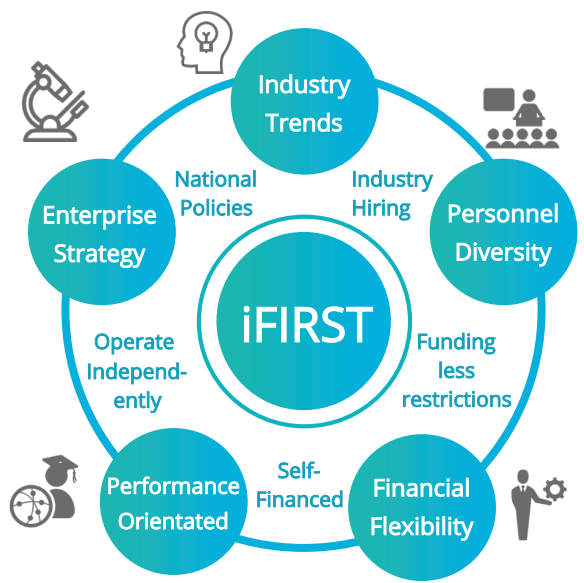 Industry
Trends
National
Policies
Industry
Hiring
Enterprise
Strategy
Personnel
Diversity
iFIRST
Operate
Independ-
ently
Funding
less
restrictions
Performance
Orientated
Self-
Financed
Financial
Flexibility